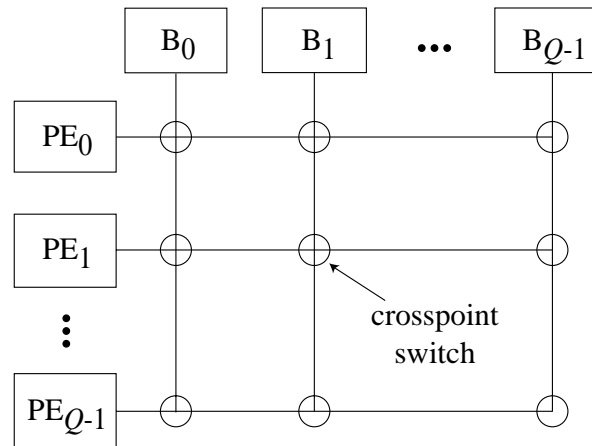 B0 B1 ••• BQ-1
PE0
PE1
•••
crosspoint
switch
PEQ-1